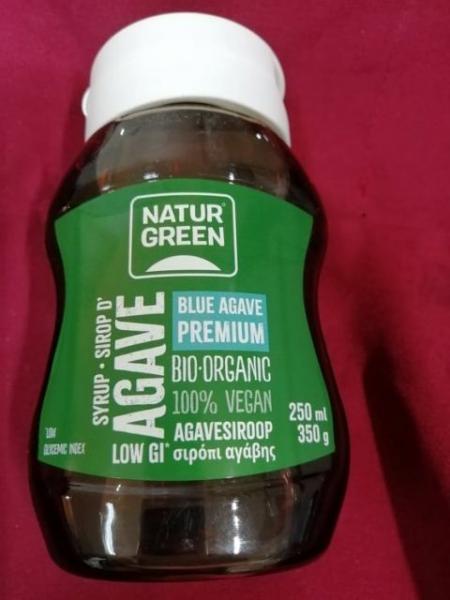 NATUR
GREEN
SYRUP · SIROP D'
AGAVE
BLUE AGAVE
PREMIUM
BIO·ORGANIC
100% VEGAN
AGAVESIROOP
LOW GI* σιρόπι αγάβης
250 ml
350 g
*LOW
GLYCEMIC INDEX